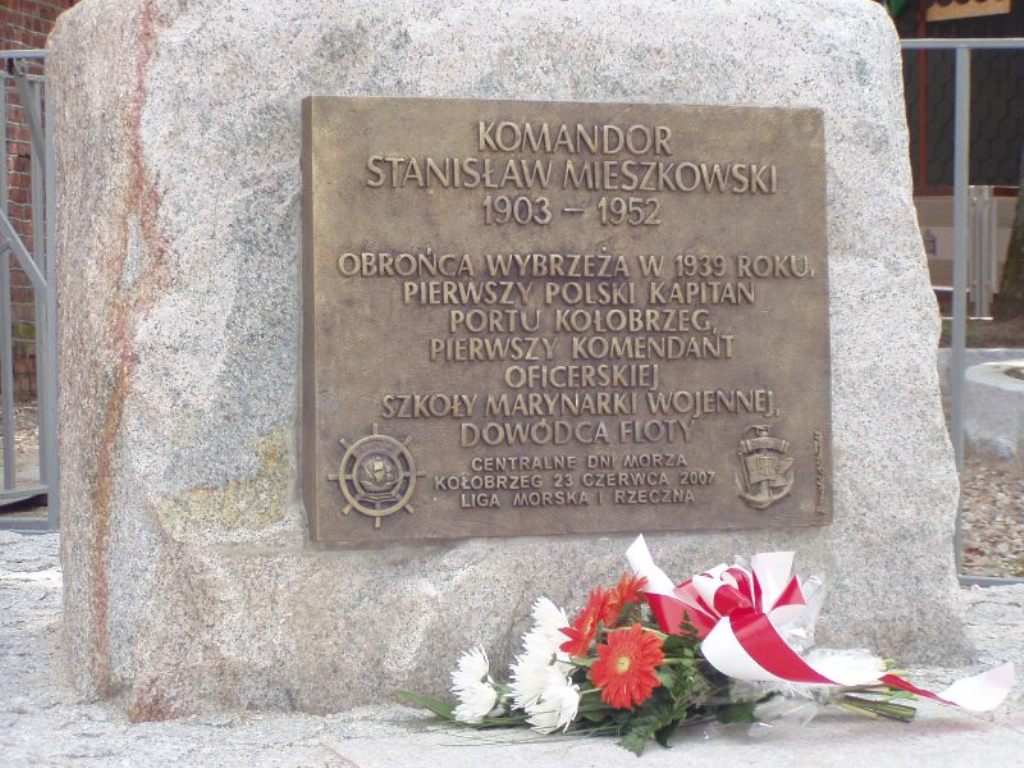 KOMANDOR
STANISŁAW MIESZKOWSKI
1903 – 1952
OBROŃCA WYBRZEŻA W 1939 ROKU,
PIERWSZY POLSKI KAPITAN
PORTU KOŁOBRZEG,
PIERWSZY KOMENDANT
OFICERSKIEJ
SZKOŁY MARYNARKI WOJENNEJ,
DOWÓDCA FLOTY
CENTRALNE DNI MORZA
KOŁOBRZEG 23 CZERWCA 2007
LIGA MORSKA I RZECZNA